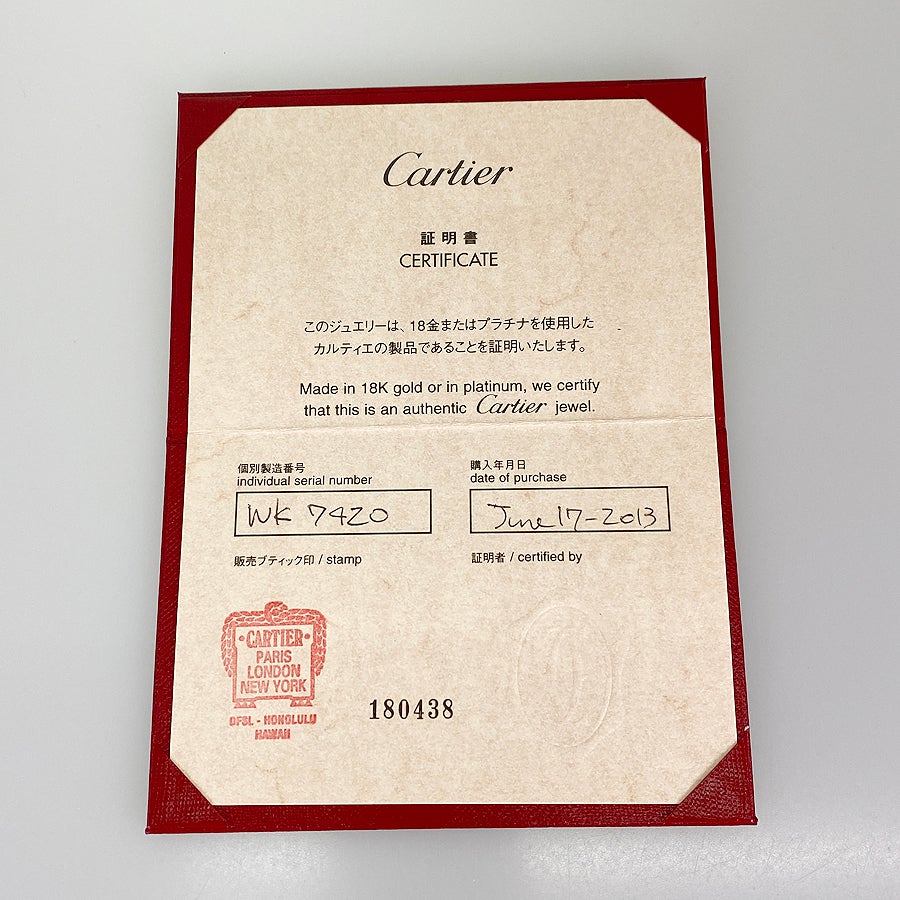 Cartier
証明書
CERTIFICATE
このジュエリーは、18金またはプラチナを使用した
カルティエの製品であることを証明いたします。
Made in 18K gold or in platinum, we certify
that this is an authentic Cartier jewel.
個別製造番号
individual serial number
WK 7420
購入年月日
date of purchase
June 17-2013
販売ブティック印 / stamp
証明者 / certified by
CARTIER
PARIS
LONDON
NEW YORK
DFSL - HONOLULU
HAWAII
180438